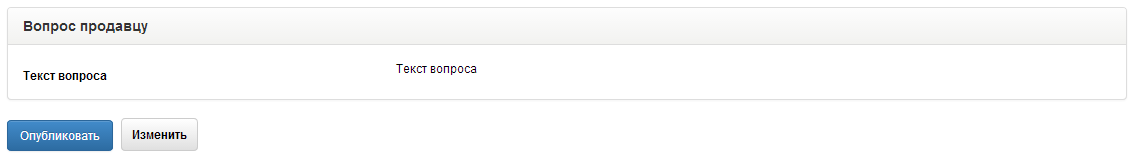 Вопрос продавцу
Текст вопроса Текст вопроса
Опубликовать Изменить